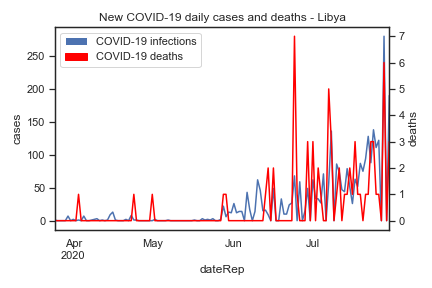 New COVID-19 daily cases and deaths - Libya
COVID-19 infections
COVID-19 deaths
cases
250
200
150
100
50
0
7
6
5
4
3
2
1
0
deaths
Apr
2020
May
Jun
Jul
dateRep